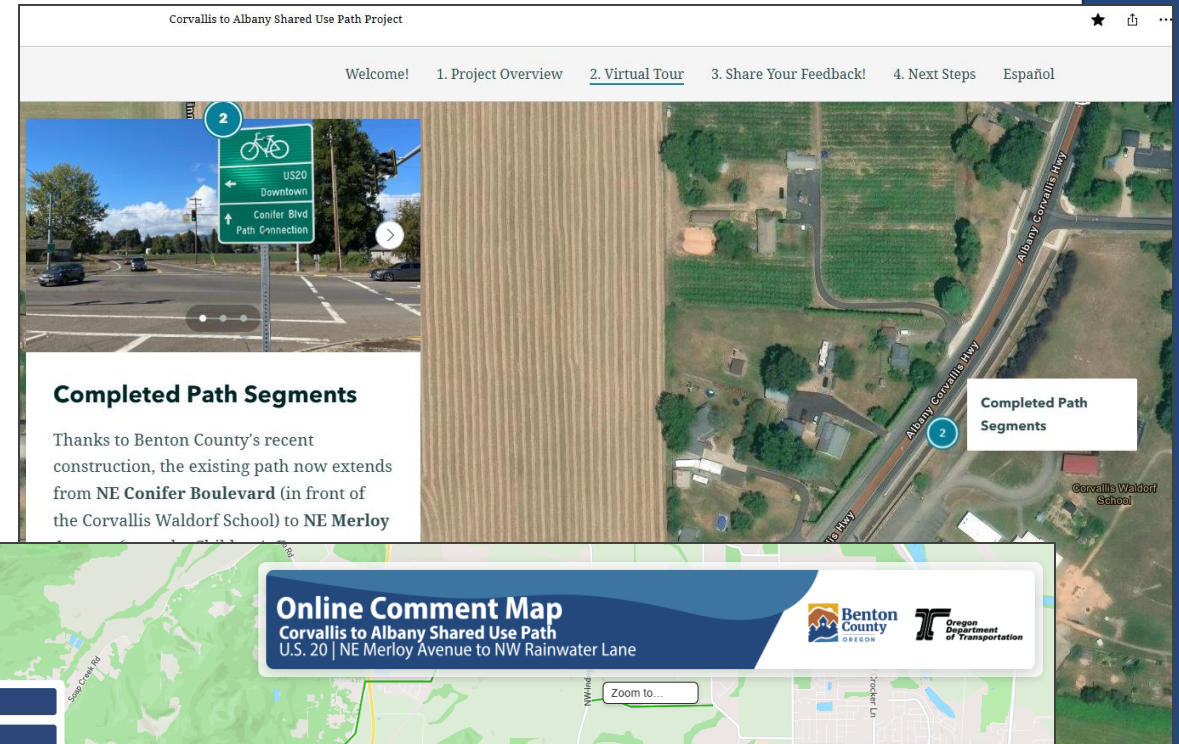 Corvallis to Albany Shared Use Path Project
Welcome!
1. Project Overview
2. Virtual Tour
3. Share Your Feedback!
4. Next Steps
Español
2
US20
Downtown
Conifer Blvd
Path Connection
Completed Path Segments
Thanks to Benton County's recent
construction, the existing path now extends
from NE Conifer Boulevard (in front of
the Corvallis Waldorf School) to NE Merloy
Albany Corvallis Hwy
Albany Corvallis Hwy
2
Completed Path
Segments
Corvallis Waldorf
School
Online Comment Map
Corvallis to Albany Shared Use Path
U.S. 20 | NE Merloy Avenue to NW Rainwater Lane
Benton
County
OREGON
Oregon
Department
of Transportation
Soap Creek Rd
Zoom to...